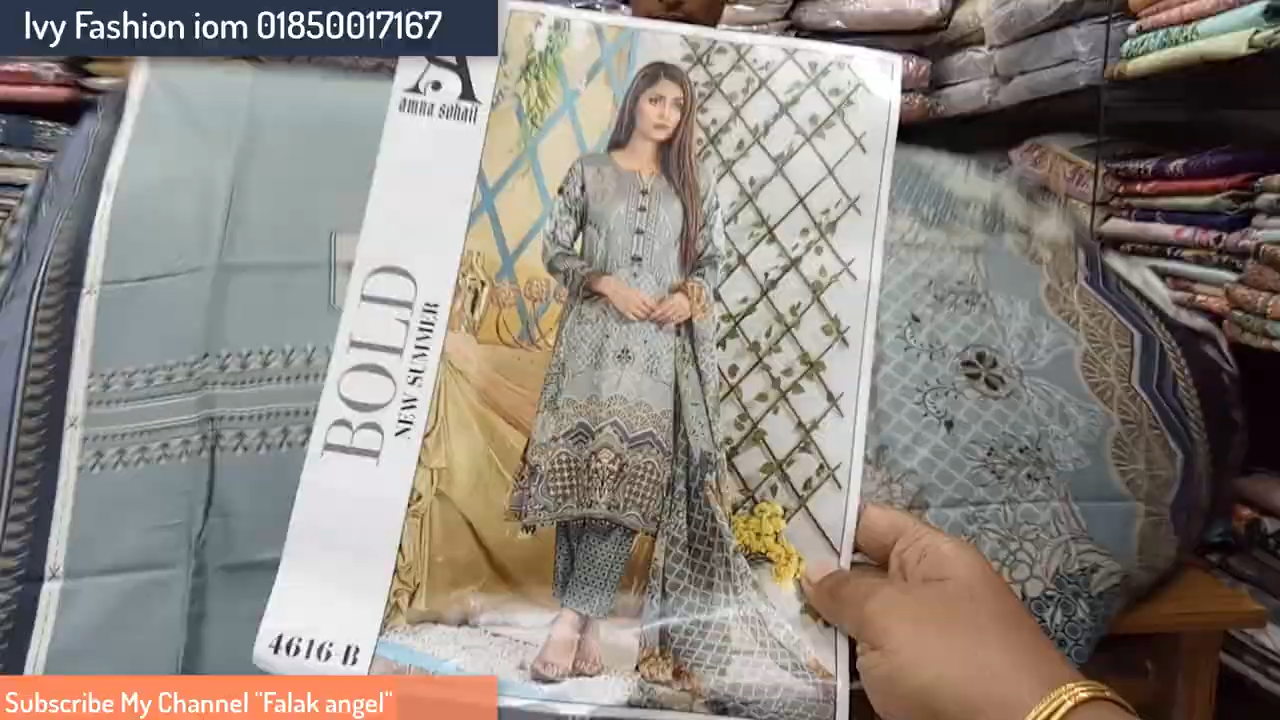 Ivy Fashion iom 01850017167
A
amna sohail
BOLD
NEW SUMMER
4616-B
Subscribe My Channel "Falak angel"